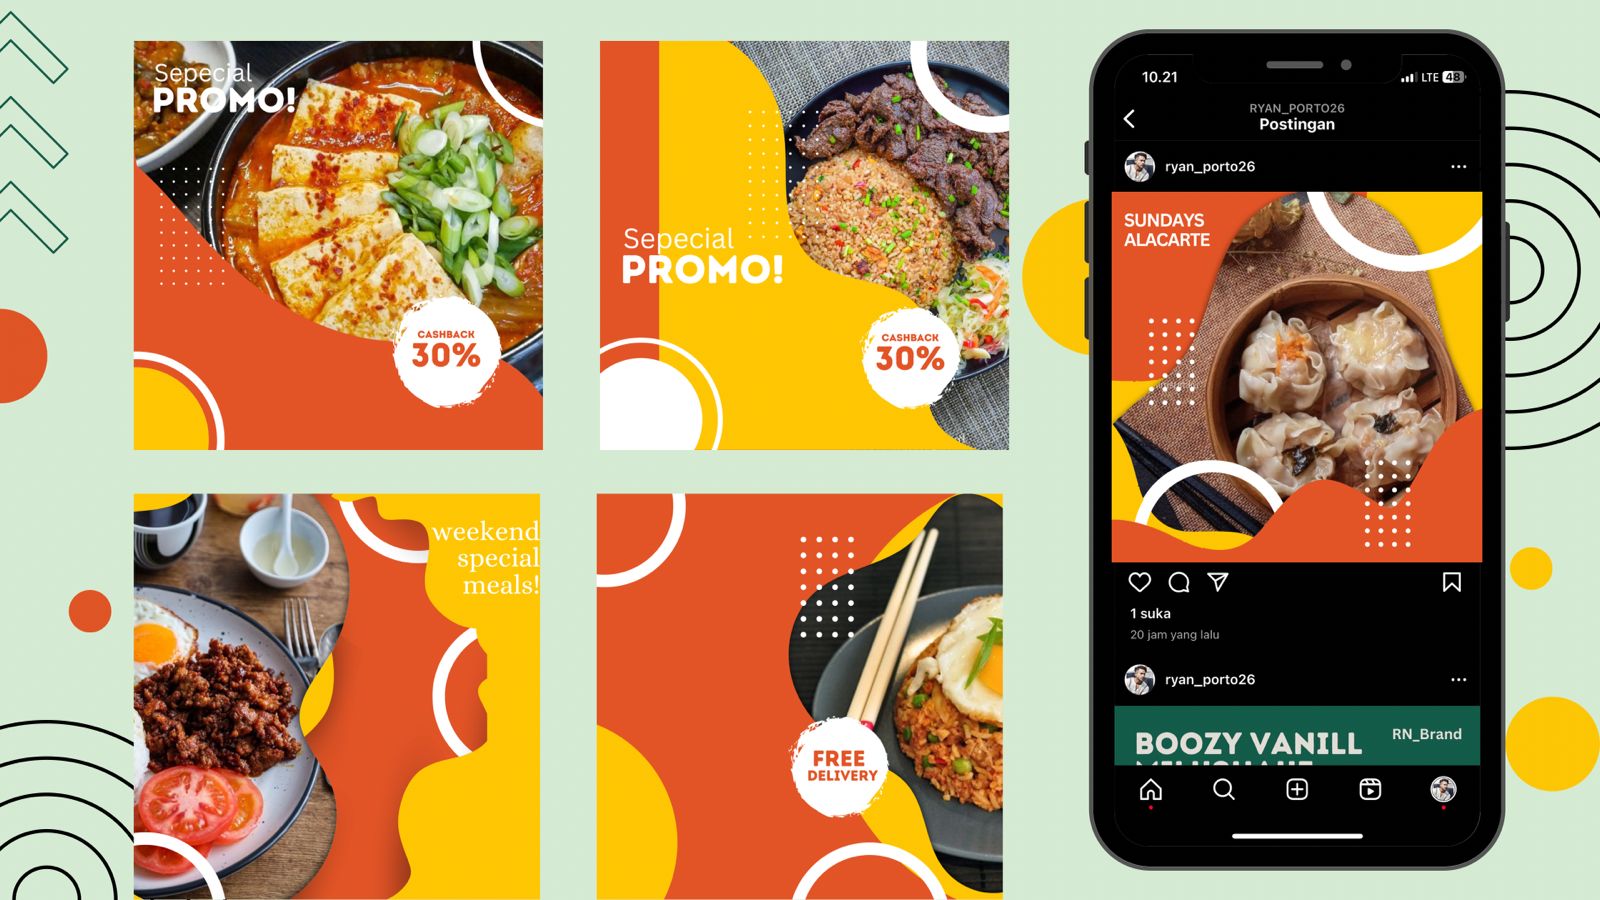 Sepecial
PROMO!
CASHBACK
30%
Sepecial
PROMO!
CASHBACK
30%
weekend
special
meals!
FREE
DELIVERY
10.21
LTE 48
RYAN_PORTO26
Postingan
ryan_porto26
SUNDAYS
ALACARTE
1 suka
20 jam yang lalu
ryan_porto26
BOOZY VANILL
RN_Brand